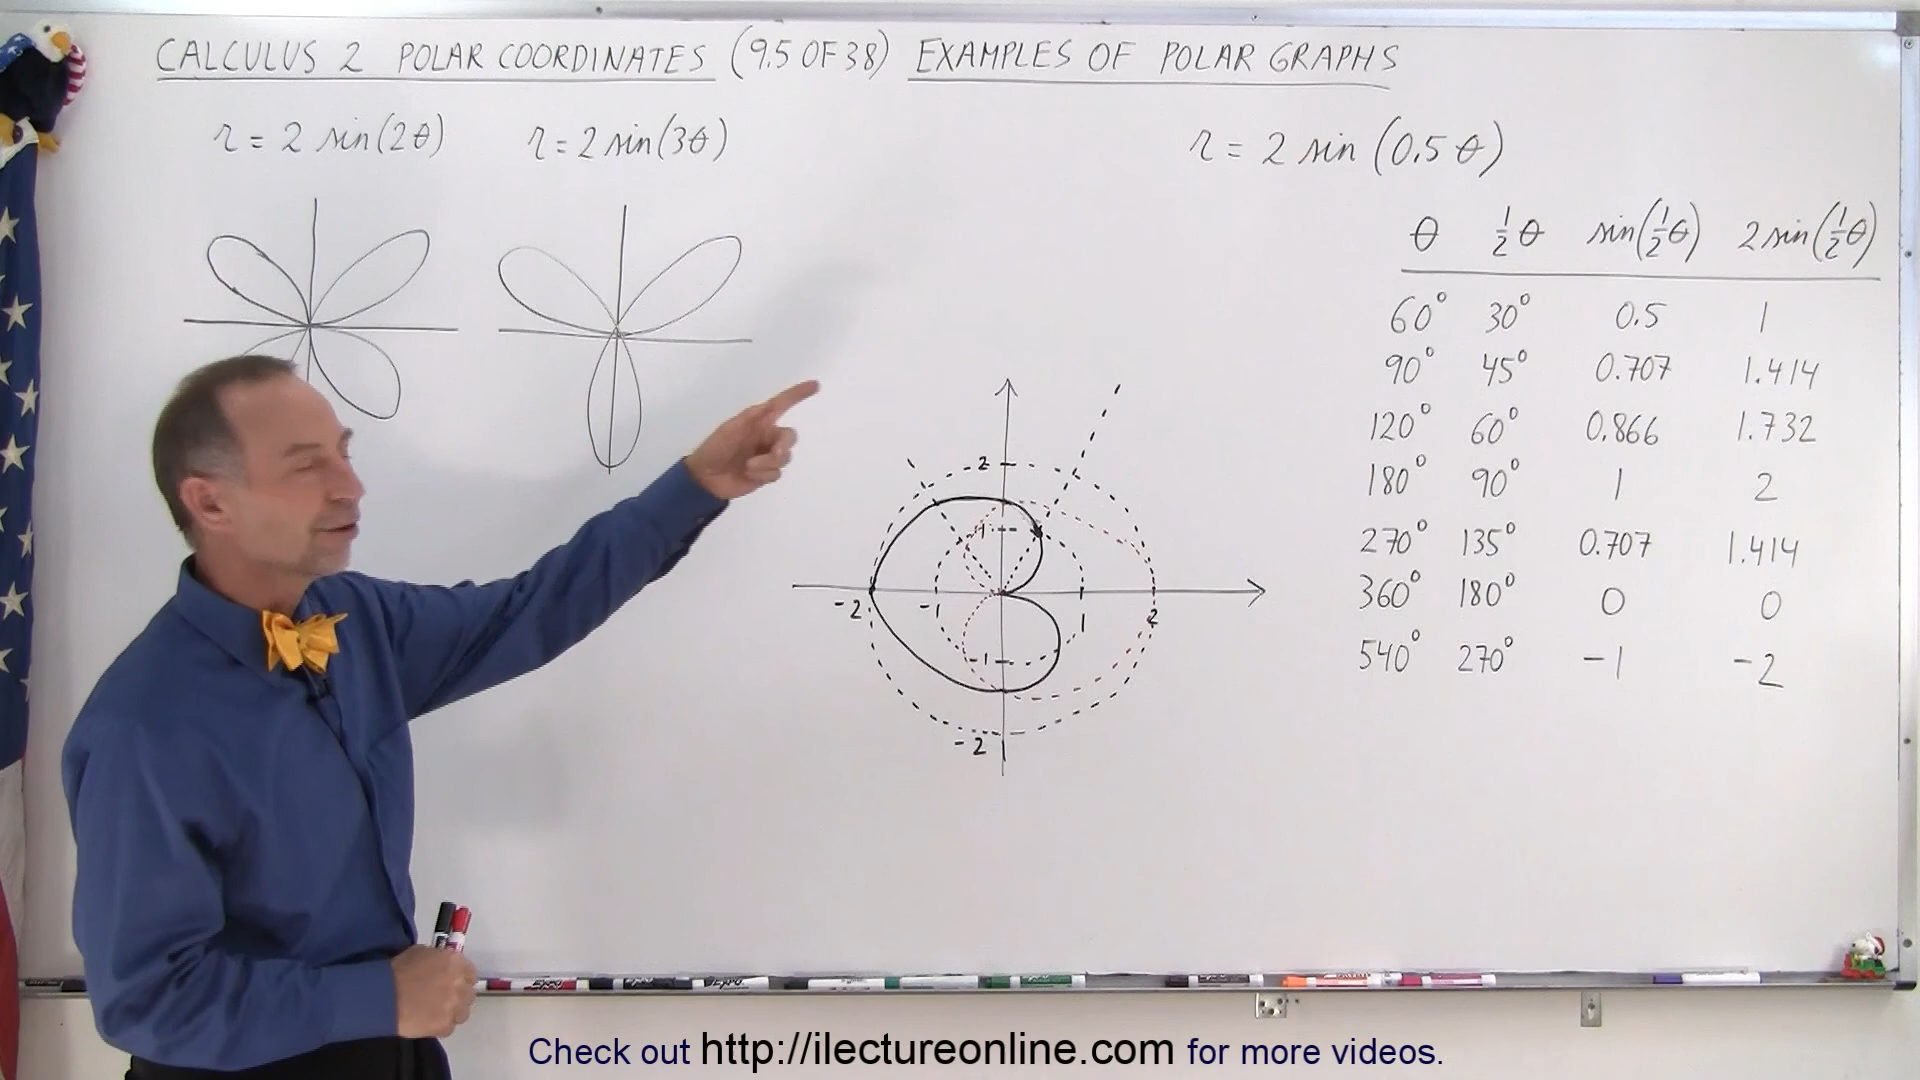 CALCULUS 2 POLAR COORDINATES (9.5 OF 38) EXAMPLES OF POLAR GRAPHS
r = 2 sin(2θ)
r = 2 sin(3θ)
r = 2 sin (0.5 θ)
θ ½θ sin(½θ) 2 sin(½θ)
60° 30° 0.5 1
90° 45° 0.707 1.414
120° 60° 0.866 1.732
180° 90° 1 2
270° 135° 0.707 1.414
360° 180° 0 0
540° 270° -1 -2
2
1
-2 -1 1 2
-1
-2
EXPO
Check out http://ilectureonline.com for more videos.